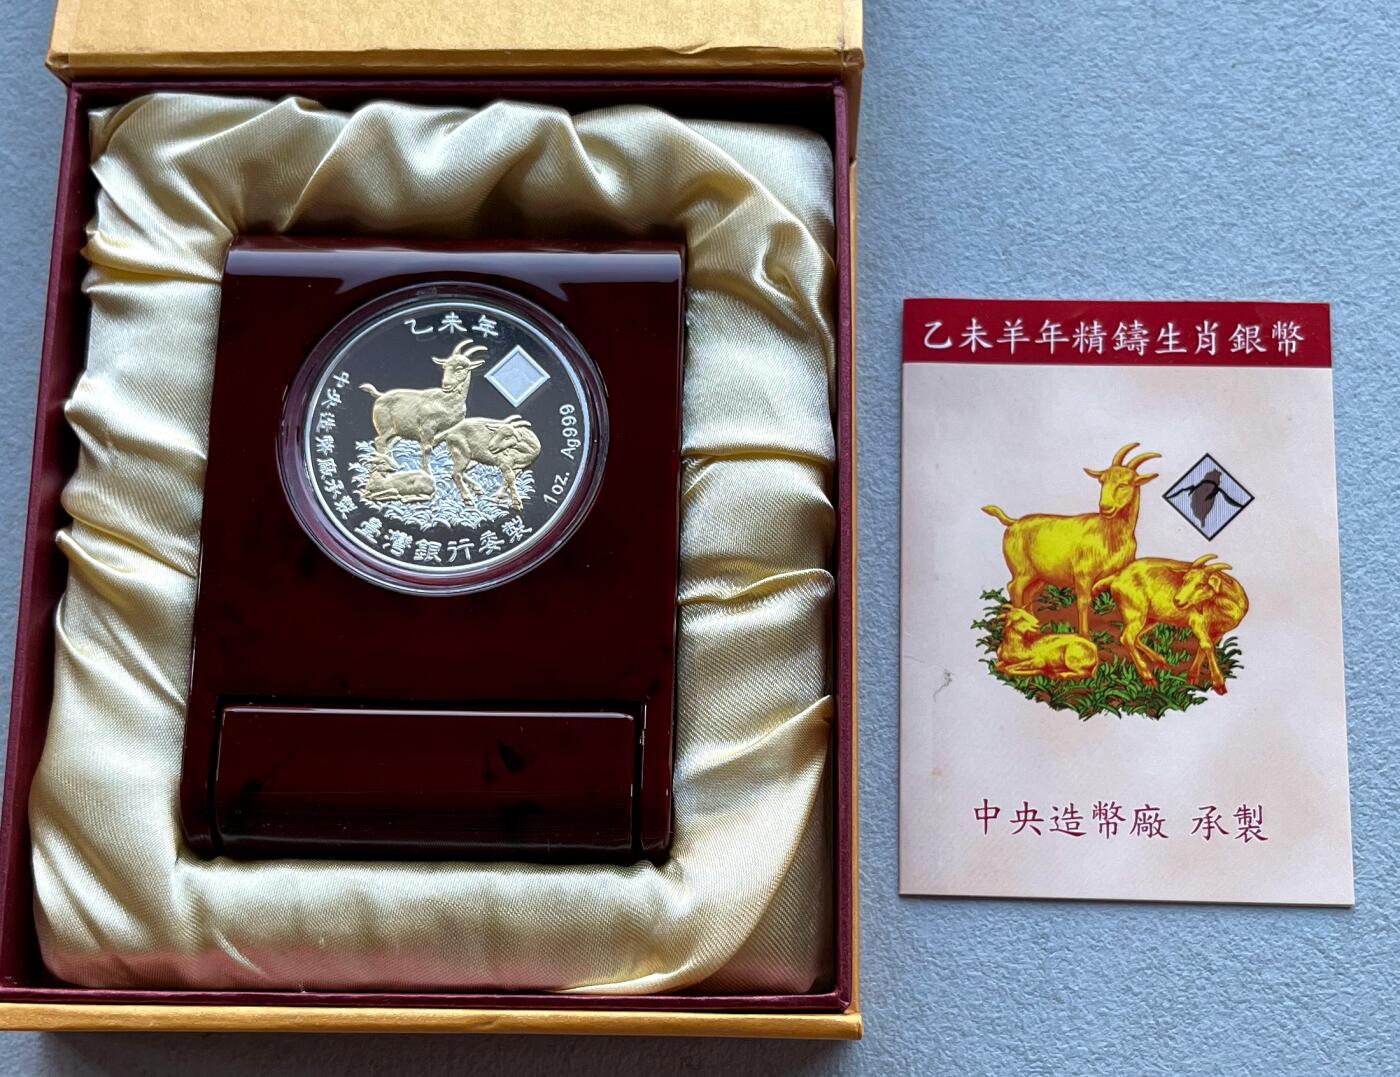 乙未年
中央造幣廠承製
1oz. Ag999
臺灣銀行委製
乙未羊年精鑄生肖銀幣
中央造幣廠 承製